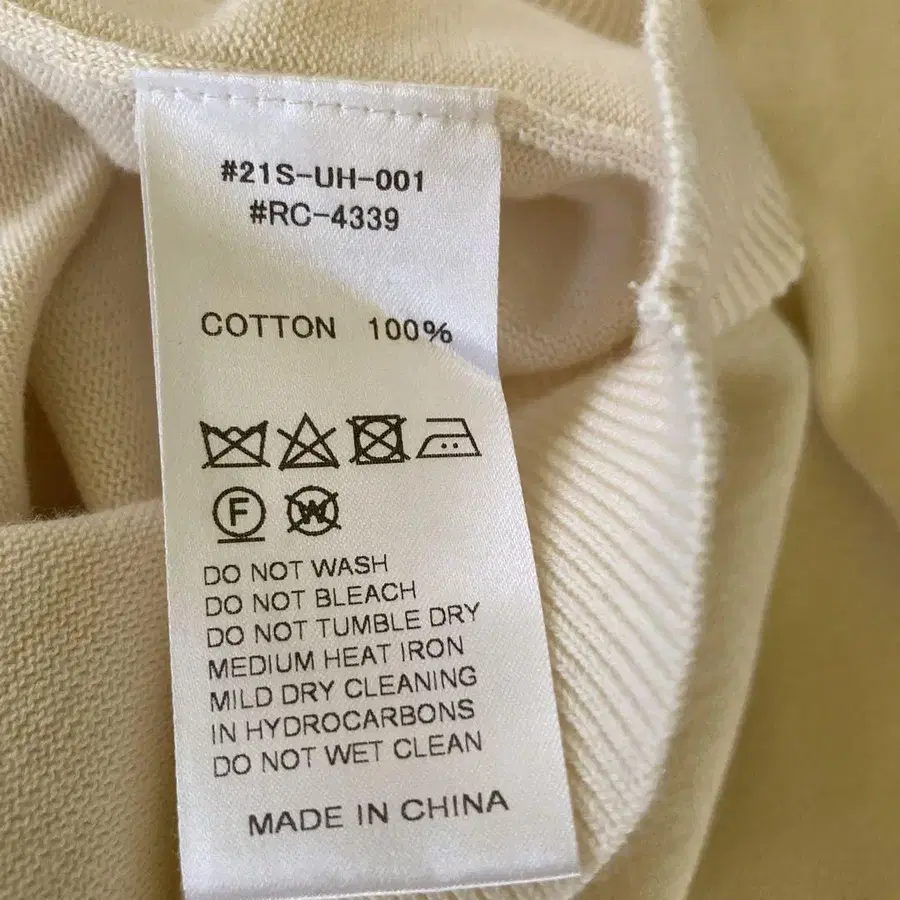 #21S-UH-001
#RC-4339
COTTON 100%
F W
DO NOT WASH
DO NOT BLEACH
DO NOT TUMBLE DRY
MEDIUM HEAT IRON
MILD DRY CLEANING
IN HYDROCARBONS
DO NOT WET CLEAN
MADE IN CHINA